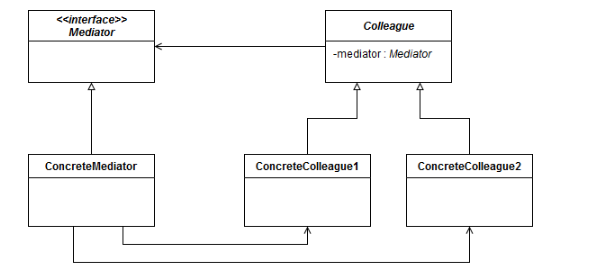 <<interface>>
Mediator
Colleague
-mediator : Mediator
ConcreteMediator
ConcreteColleague1
ConcreteColleague2